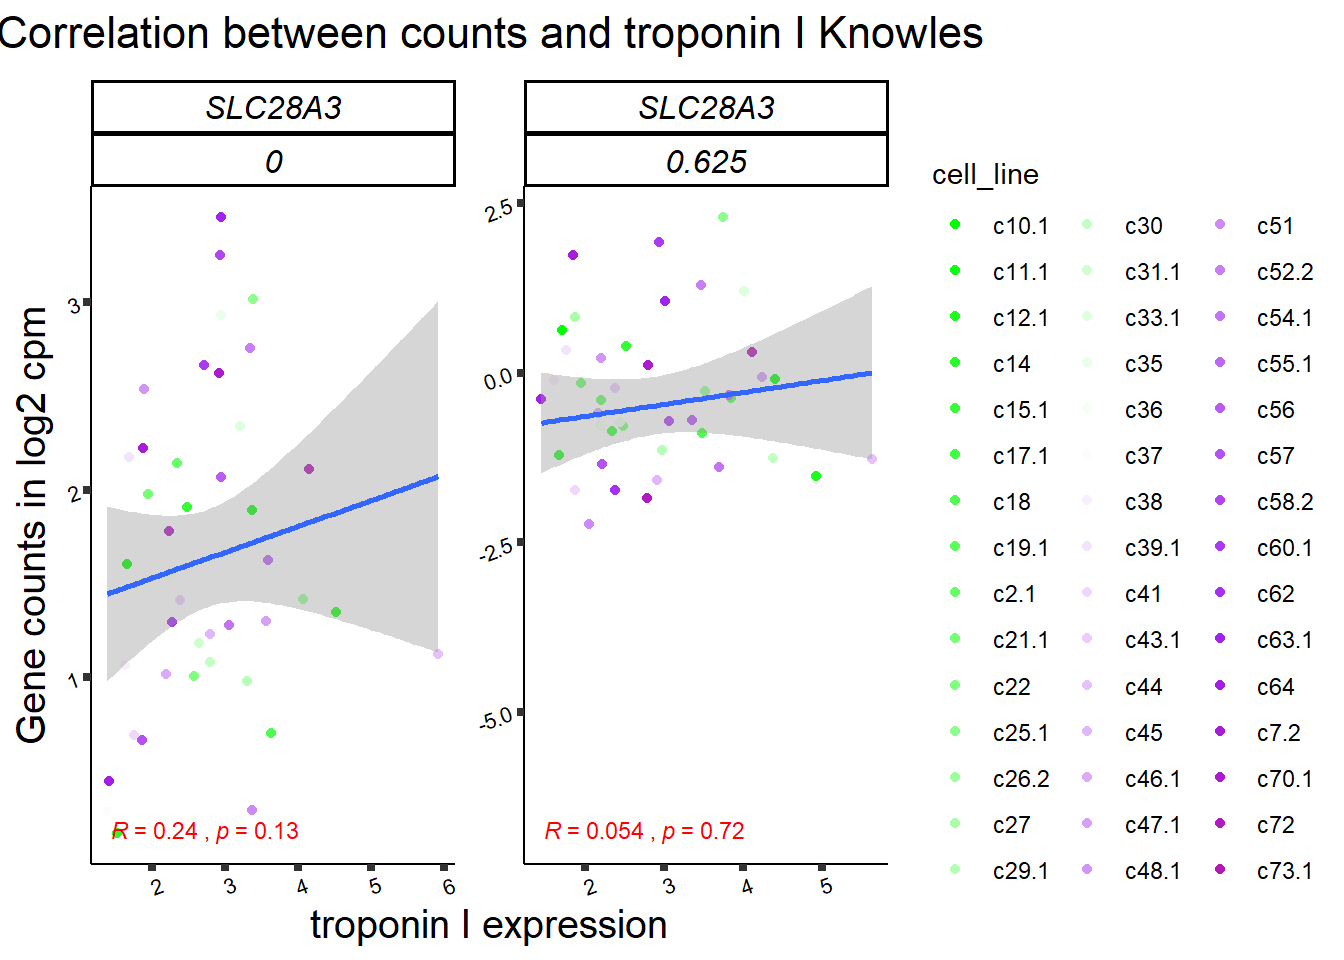 Correlation between counts and troponin I Knowles
SLC28A3
0
SLC28A3
0.625
Gene counts in log2 cpm
3
2
1
2.5
0.0
-2.5
-5.0
R = 0.24 , p = 0.13
R = 0.054 , p = 0.72
2 3 4 5 6
2 3 4 5
troponin I expression
cell_line
c10.1 c30 c51
c11.1 c31.1 c52.2
c12.1 c33.1 c54.1
c14 c35 c55.1
c15.1 c36 c56
c17.1 c37 c57
c18 c38 c58.2
c19.1 c39.1 c60.1
c2.1 c41 c62
c21.1 c43.1 c63.1
c22 c44 c64
c25.1 c45 c7.2
c26.2 c46.1 c70.1
c27 c47.1 c72
c29.1 c48.1 c73.1